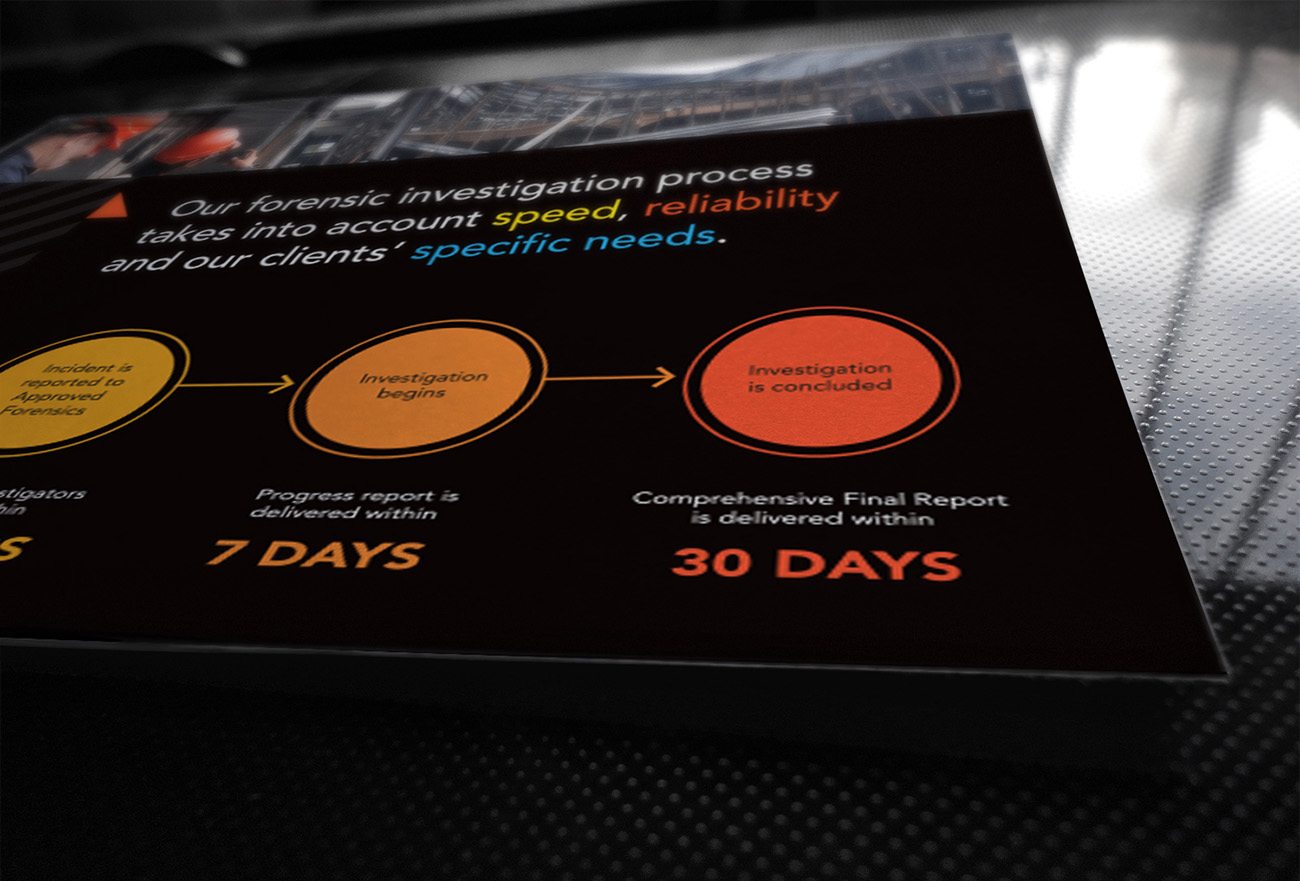 Our forensic investigation process
takes into account speed, reliability
and our clients’ specific needs.
Incident is
reported to
Approved
Forensics
Investigation
begins
Investigation
is concluded
Progress report is
delivered within
7 DAYS
Comprehensive Final Report
is delivered within
30 DAYS